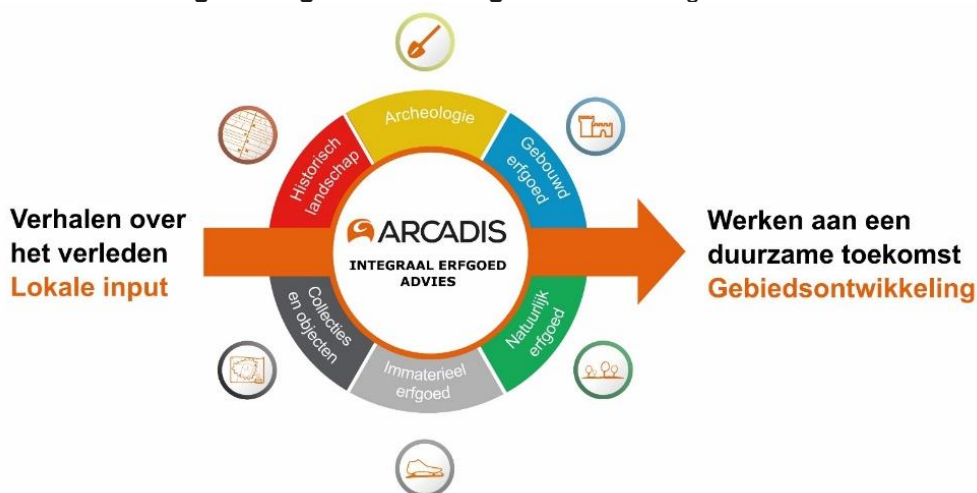 Archeologie
Historisch
landschap
Gebouwd
erfgoed
Verhalen over
het verleden
Lokale input
ARCADIS
INTEGRAAL ERFGOED
ADVIES
Werken aan een
duurzame toekomst
Gebiedsontwikkeling
Collecties
en objecten
Natuurlijk
erfgoed
Immaterieel
erfgoed